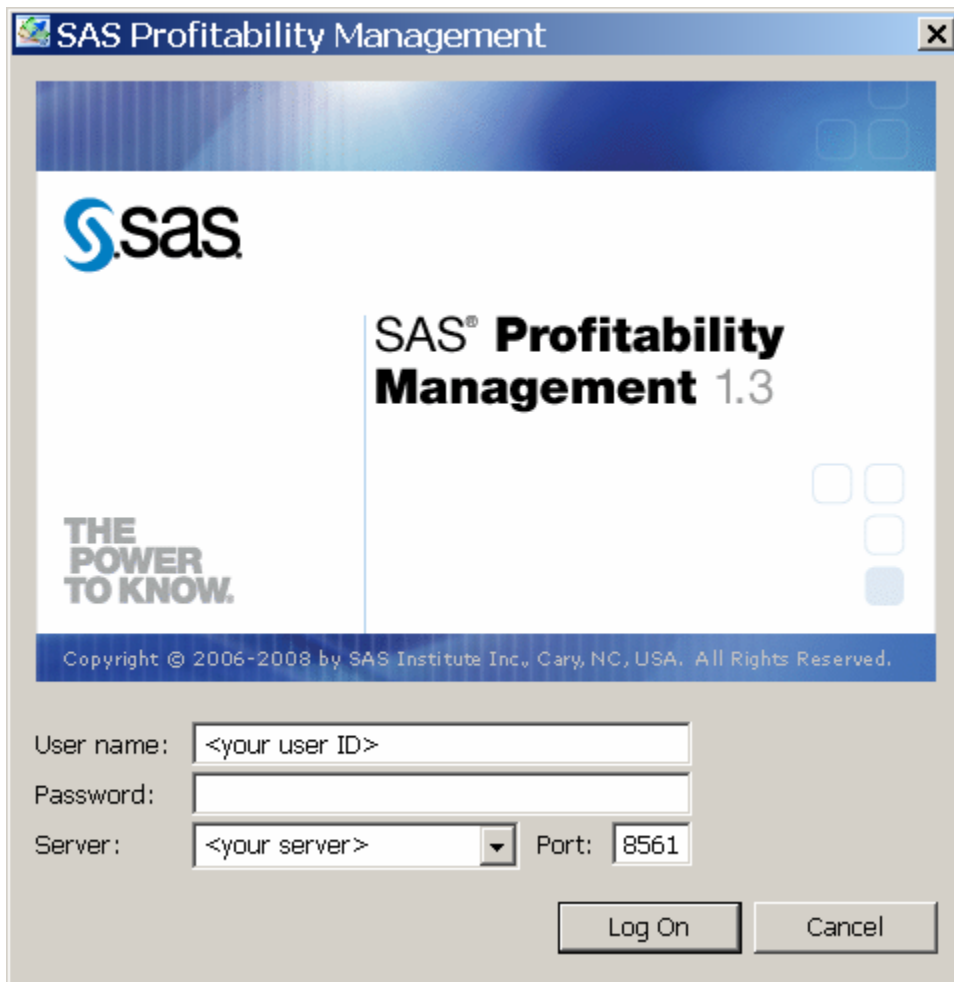 SAS Profitability Management
sas
SAS® Profitability
Management 1.3
THE
POWER
TO KNOW.
Copyright © 2006-2008 by SAS Institute Inc., Cary, NC, USA. All Rights Reserved.
User name: <your user ID>
Password:
Server: <your server> Port: 8561
Log On Cancel